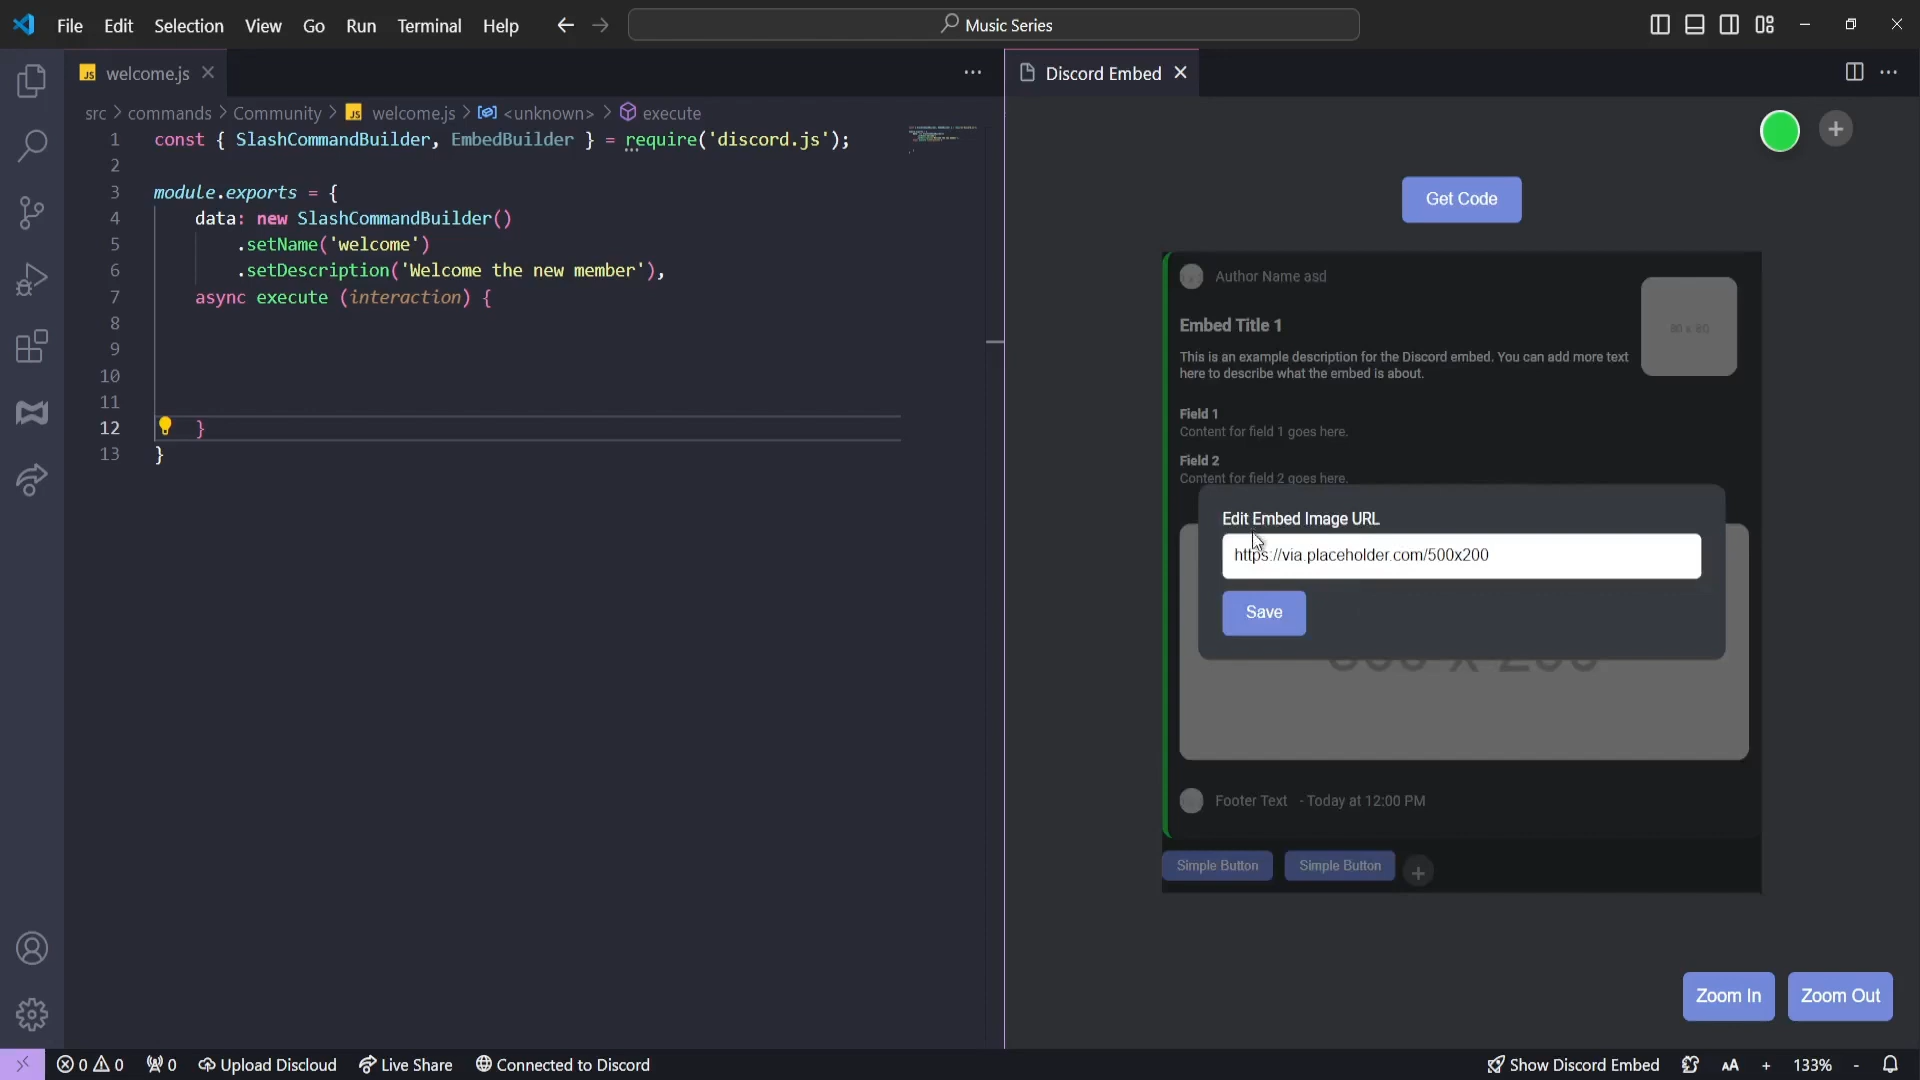 File Edit Selection View Go Run Terminal Help Music Series
JS welcome.js
Discord Embed
src > commands > Community > JS welcome.js > <unknown> > execute
1 const { SlashCommandBuilder, EmbedBuilder } = require('discord.js');
2
3 module.exports = {
4 data: new SlashCommandBuilder()
5 .setName('welcome')
6 .setDescription('Welcome the new member'),
7 async execute (interaction) {
8
9
10
11
12 }
13 }
Get Code
Author Name asd
Embed Title 1
This is an example description for the Discord embed. You can add more text
here to describe what the embed is about.
80 x 80
Field 1
Content for field 1 goes here.
Field 2
Content for field 2 goes here.
Edit Embed Image URL
https://via.placeholder.com/500x200
Save
500 x 200
Footer Text - Today at 12:00 PM
Simple Button Simple Button +
Zoom In Zoom Out
0 0 0 Upload Discloud Live Share Connected to Discord
Show Discord Embed AA + 133% -